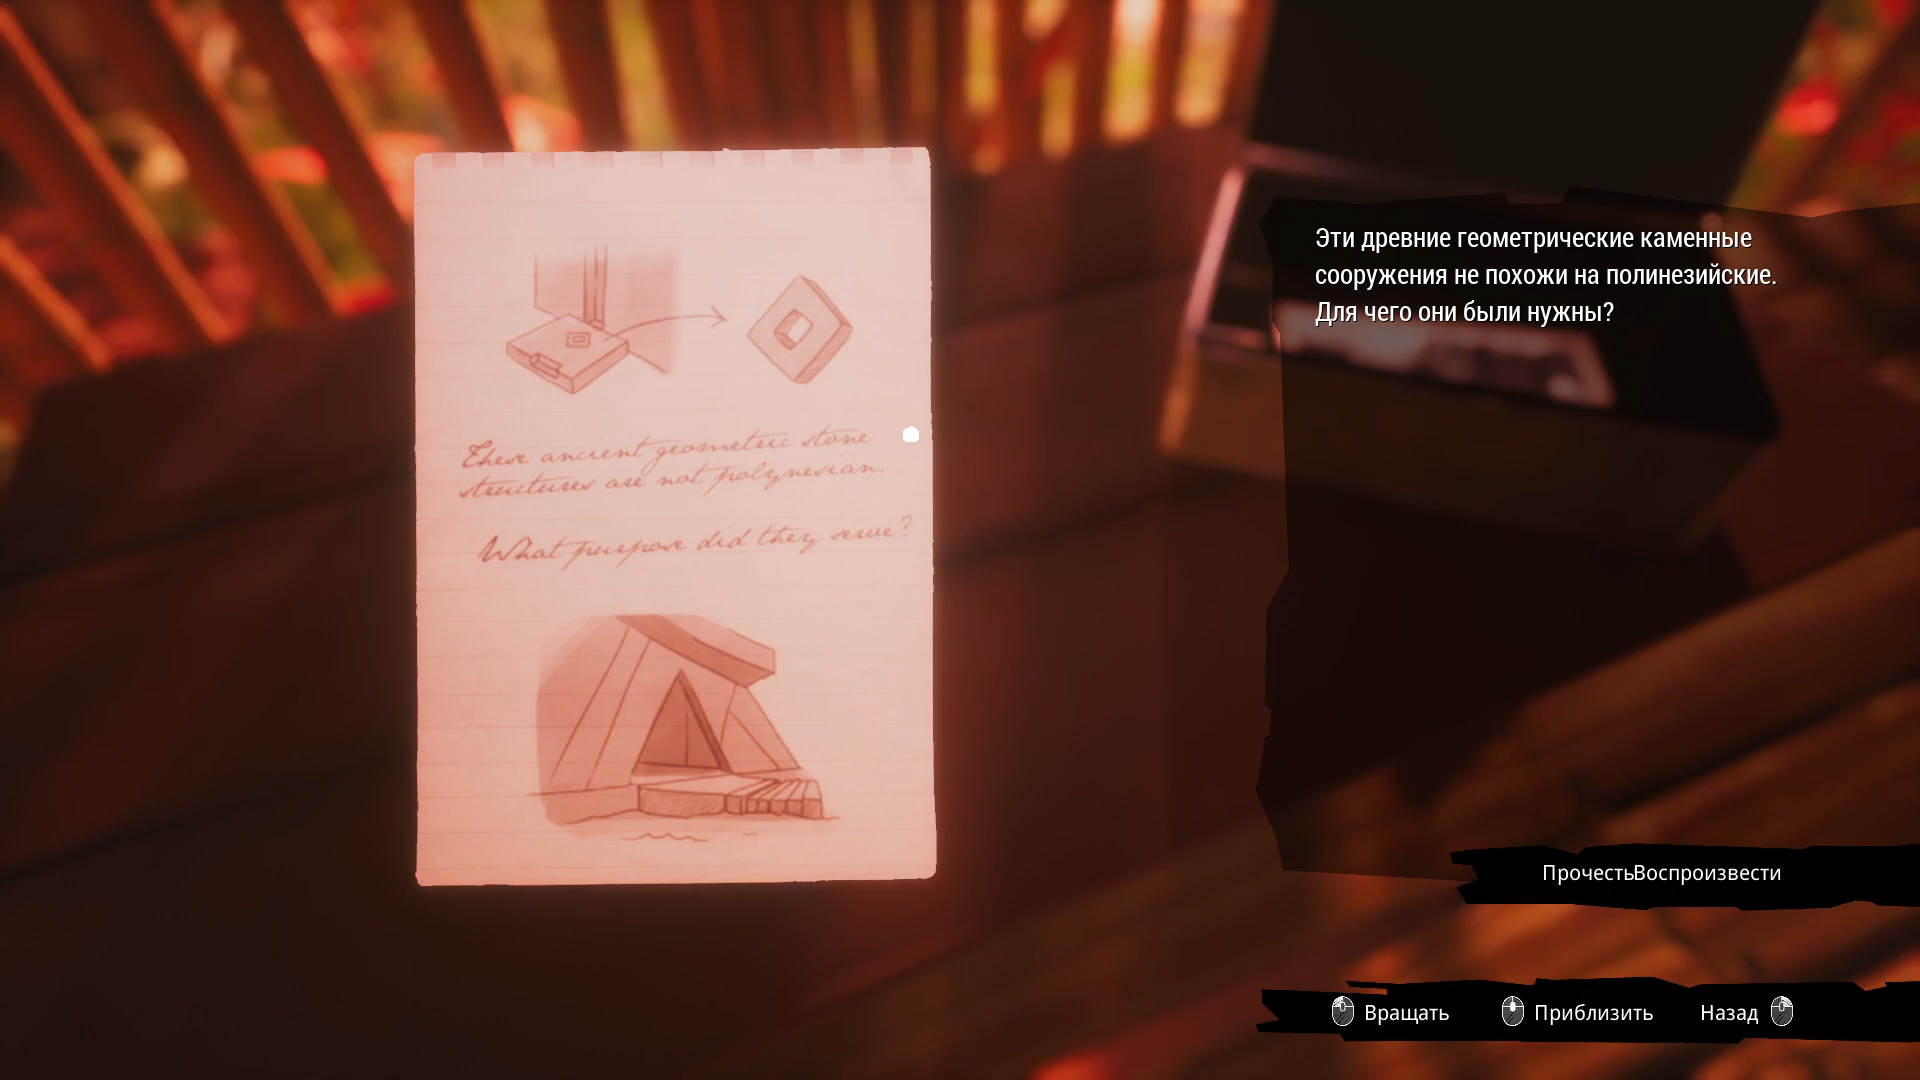 These ancient geometric stone
structures are not polynesian.
What purpose did they serve?
Эти древние геометрические каменные
сооружения не похожи на полинезийские.
Для чего они были нужны?
ПрочестьВоспроизвести
Вращать Приблизить Назад